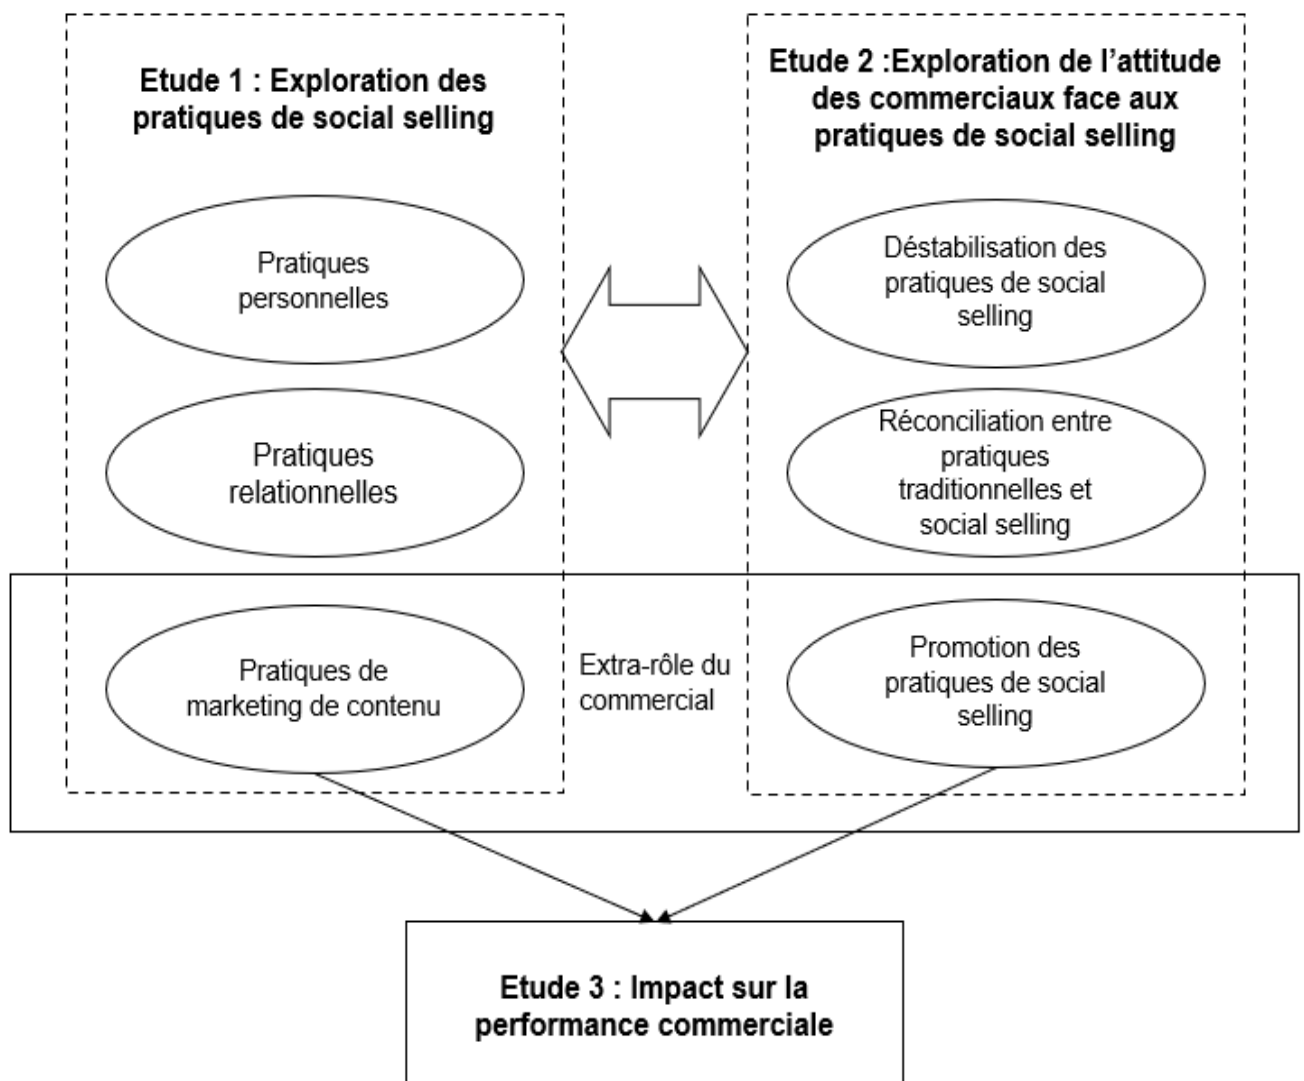 Etude 1 : Exploration des
pratiques de social selling
Pratiques
personnelles
Pratiques
relationnelles
Pratiques de
marketing de contenu
Etude 2 :Exploration de l’attitude
des commerciaux face aux
pratiques de social selling
Déstabilisation des
pratiques de social
selling
Réconciliation entre
pratiques
traditionnelles et
social selling
Promotion des
pratiques de social
selling
Extra-rôle du
commercial
Etude 3 : Impact sur la
performance commerciale